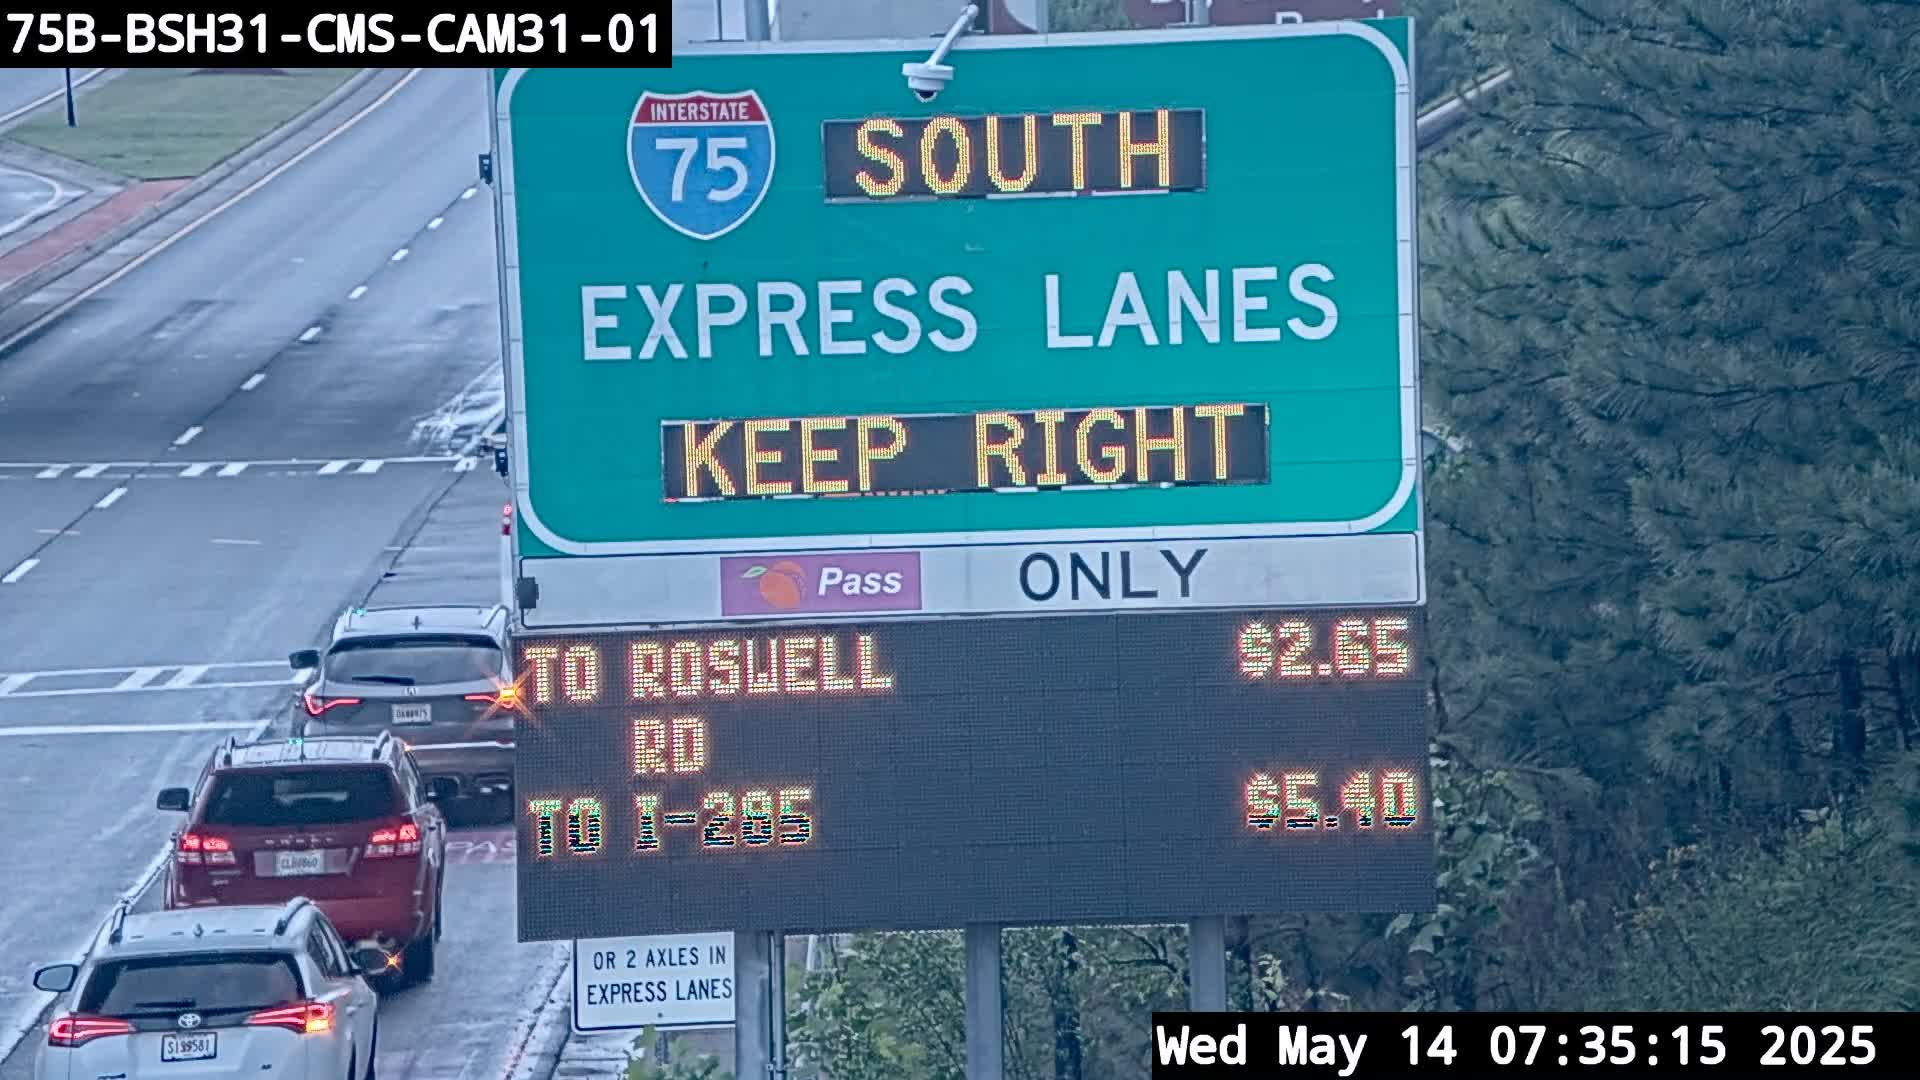 75B-BSH31-CMS-CAM31-01
INTERSTATE
75
SOUTH
EXPRESS LANES
KEEP RIGHT
Pass
ONLY
TO ROSWELL $2.65
RD
TO I-285 $5.40
OR 2 AXLES IN
EXPRESS LANES
Wed May 14 07:35:15 2025